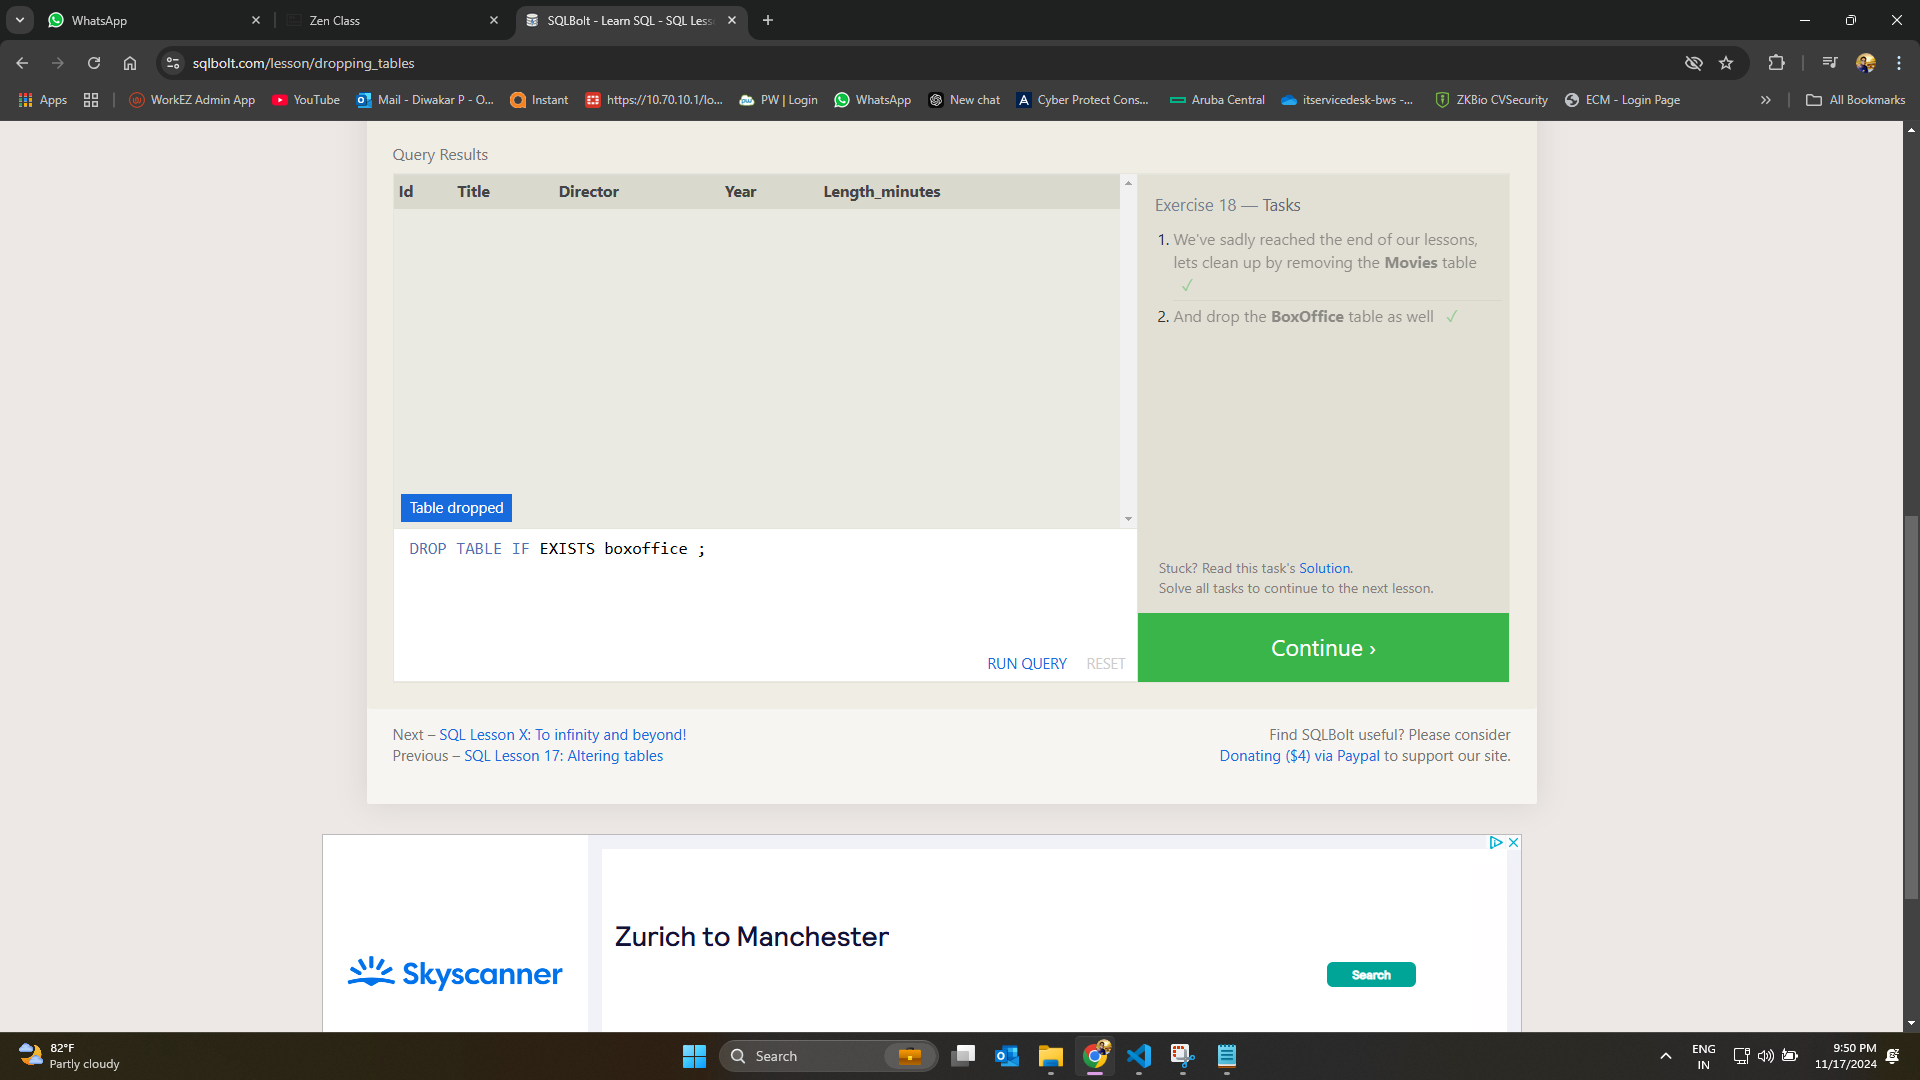 WhatsApp
Zen Class
SQLBolt - Learn SQL - SQL Less
sqlbolt.com/lesson/dropping_tables
Apps
WorkEZ Admin App
YouTube
Mail - Diwakar P - O...
Instant
https://10.70.10.1/lo...
PW | Login
WhatsApp
New chat
Cyber Protect Cons...
Aruba Central
itservicedesk-bws -...
ZKBio CVSecurity
ECM - Login Page
All Bookmarks
Query Results
Id Title Director Year Length_minutes
Table dropped
DROP TABLE IF EXISTS boxoffice ;
RUN QUERY RESET
Exercise 18 — Tasks
1. We've sadly reached the end of our lessons,
lets clean up by removing the Movies table
✓
2. And drop the BoxOffice table as well ✓
Stuck? Read this task's Solution.
Solve all tasks to continue to the next lesson.
Continue ›
Next – SQL Lesson X: To infinity and beyond!
Previous – SQL Lesson 17: Altering tables
Find SQLBolt useful? Please consider
Donating ($4) via Paypal to support our site.
Skyscanner
Zurich to Manchester
Search
82°F
Partly cloudy
Search
ENG
IN
9:50 PM
11/17/2024